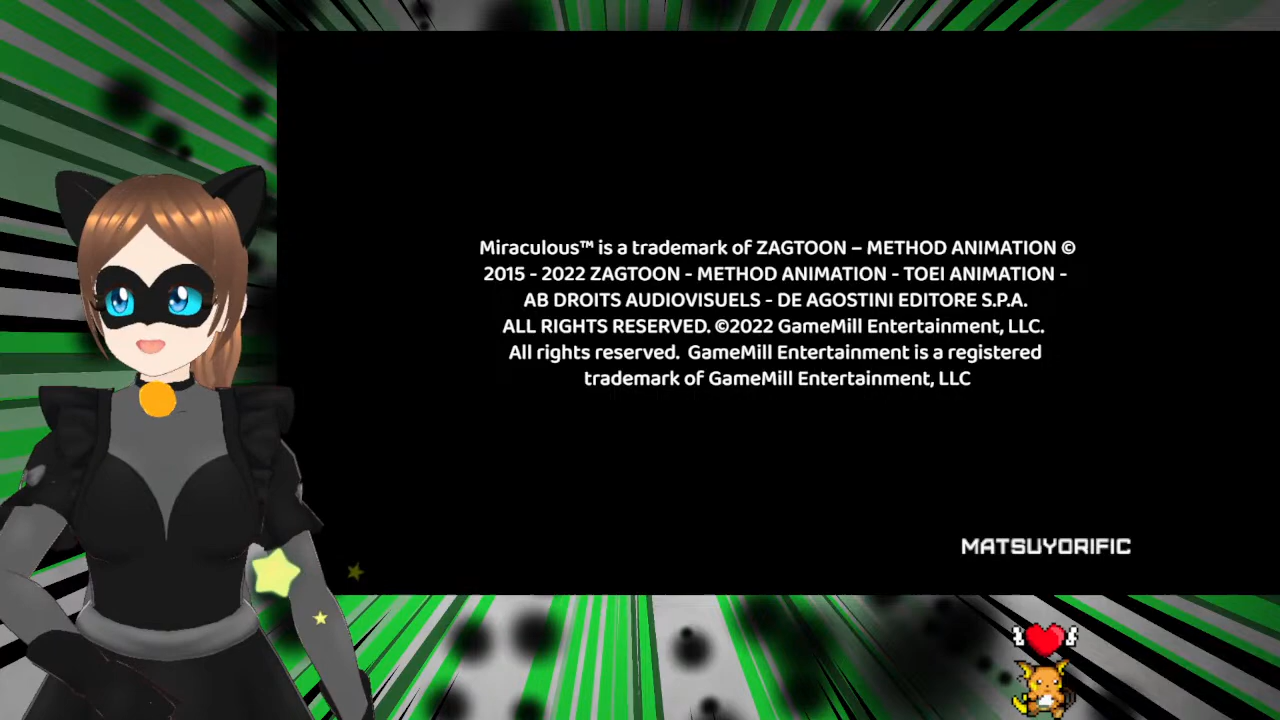 Miraculous™ is a trademark of ZAGTOON – METHOD ANIMATION ©
2015 - 2022 ZAGTOON - METHOD ANIMATION - TOEI ANIMATION -
AB DROITS AUDIOVISUELS - DE AGOSTINI EDITORE S.P.A.
ALL RIGHTS RESERVED. ©2022 GameMill Entertainment, LLC.
All rights reserved. GameMill Entertainment is a registered
trademark of GameMill Entertainment, LLC
MATSUYORIFIC